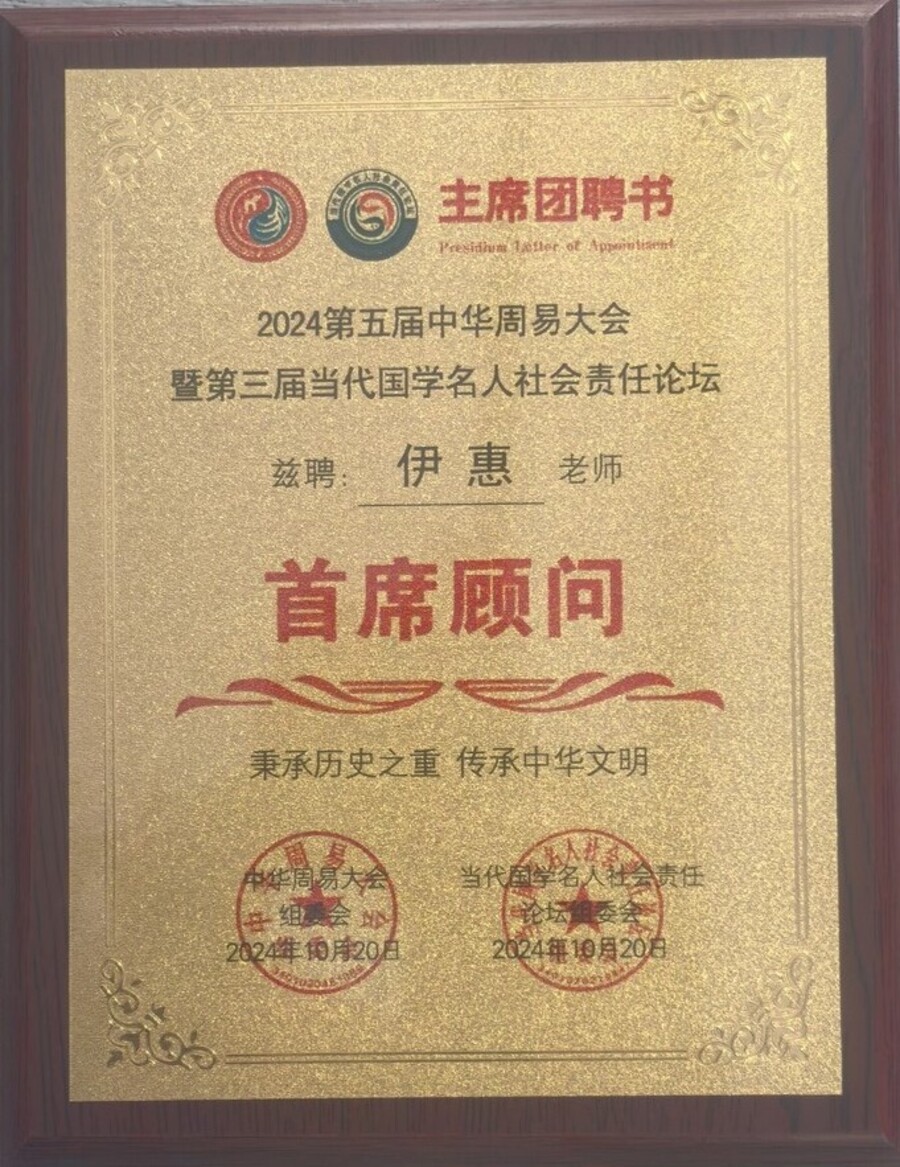 主席团聘书
Presidium Letter of Appointment
2024第五届中华周易大会
暨第三届当代国学名人社会责任论坛
兹聘: 伊惠 老师
首席顾问
秉承历史之重 传承中华文明
中华周易大会
组委会
2024年10月20日
当代国学名人社会责任
论坛组委会
2024年10月20日